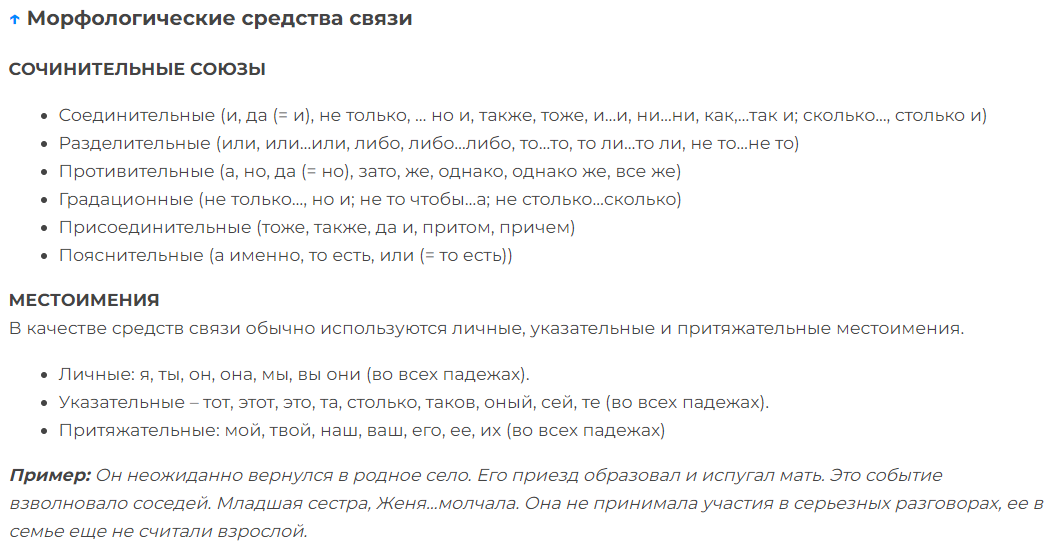 ↑ Морфологические средства связи
СОЧИНИТЕЛЬНЫЕ СОЮЗЫ
• Соединительные (и, да (= и), не только, ... но и, также, тоже, и...и, ни...ни, как,...так и; сколько..., столько и)
• Разделительные (или, или...или, либо, либо...либо, то...то, то ли...то ли, не то...не то)
• Противительные (а, но, да (= но), зато, же, однако, однако же, все же)
• Градационные (не только..., но и; не то чтобы...а; не столько...сколько)
• Присоединительные (тоже, также, да и, притом, причем)
• Пояснительные (а именно, то есть, или (= то есть))
МЕСТОИМЕНИЯ
В качестве средств связи обычно используются личные, указательные и притяжательные местоимения.
• Личные: я, ты, он, она, мы, вы они (во всех падежах).
• Указательные – тот, этот, это, та, столько, таков, оный, сей, те (во всех падежах).
• Притяжательные: мой, твой, наш, ваш, его, ее, их (во всех падежах)
Пример: Он неожиданно вернулся в родное село. Его приезд образовал и испугал мать. Это событие
взволновало соседей. Младшая сестра, Женя...молчала. Она не принимала участия в серьезных разговорах, ее в
семье еще не считали взрослой.